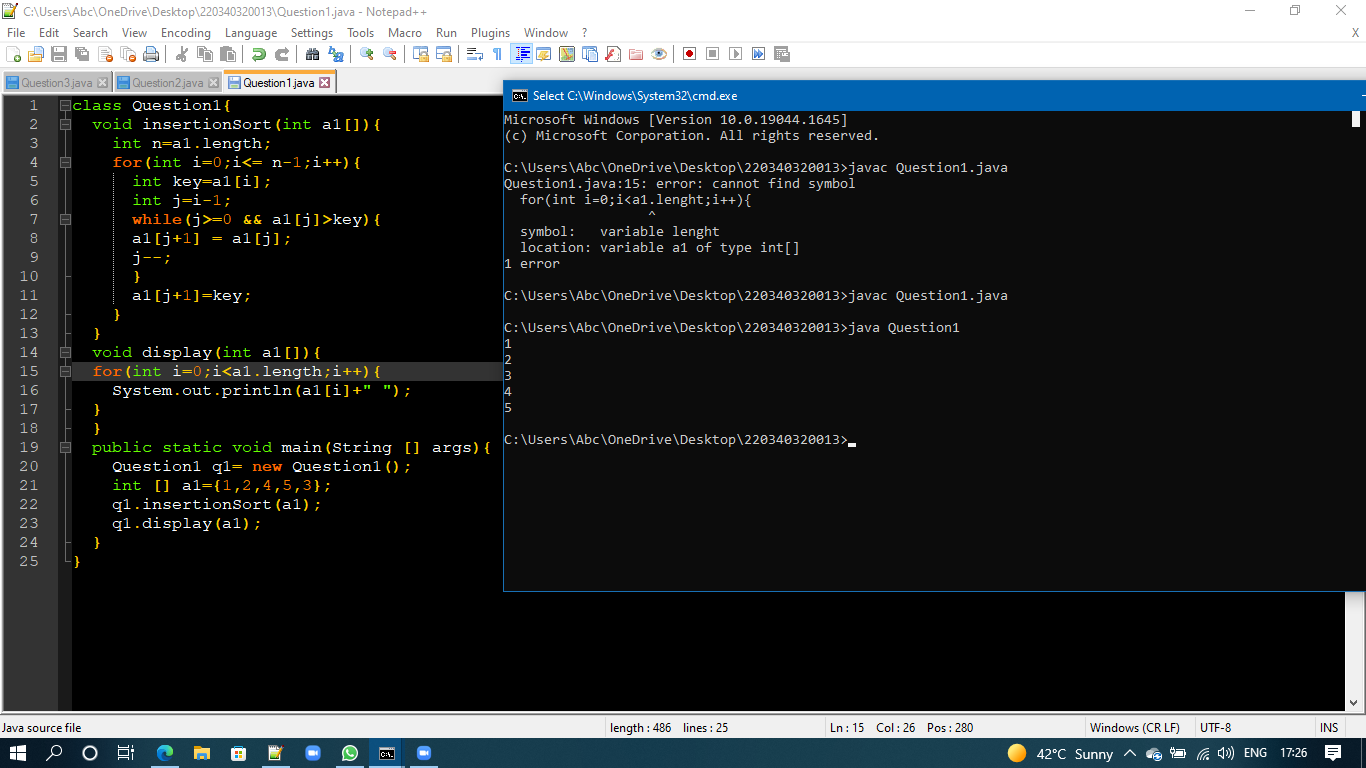 C:\Users\Abc\OneDrive\Desktop\220340320013\Question1.java - Notepad++
File Edit Search View Encoding Language Settings Tools Macro Run Plugins Window ? X
Question3.java Question2.java Question1.java
1 class Question1{
2 void insertionSort(int a1[]){
3 int n=a1.length;
4 for(int i=0;i<= n-1;i++){
5 int key=a1[i];
6 int j=i-1;
7 while(j>=0 && a1[j]>key){
8 a1[j+1] = a1[j];
9 j--;
10 }
11 a1[j+1]=key;
12 }
13 }
14 void display(int a1[]){
15 for(int i=0;i<a1.length;i++){
16 System.out.println(a1[i]+" ");
17 }
18 }
19 public static void main(String [] args){
20 Question1 q1= new Question1();
21 int [] a1={1,2,4,5,3};
22 q1.insertionSort(a1);
23 q1.display(a1);
24 }
25 }
Select C:\Windows\System32\cmd.exe
Microsoft Windows [Version 10.0.19044.1645]
(c) Microsoft Corporation. All rights reserved.
C:\Users\Abc\OneDrive\Desktop\220340320013>javac Question1.java
Question1.java:15: error: cannot find symbol
for(int i=0;i<a1.lenght;i++){
^
symbol: variable lenght
location: variable a1 of type int[]
1 error
C:\Users\Abc\OneDrive\Desktop\220340320013>javac Question1.java
C:\Users\Abc\OneDrive\Desktop\220340320013>java Question1
1
2
3
4
5
C:\Users\Abc\OneDrive\Desktop\220340320013>
Java source file length : 486 lines : 25 Ln : 15 Col : 26 Pos : 280 Windows (CR LF) UTF-8 INS
42°C Sunny ENG 17:26